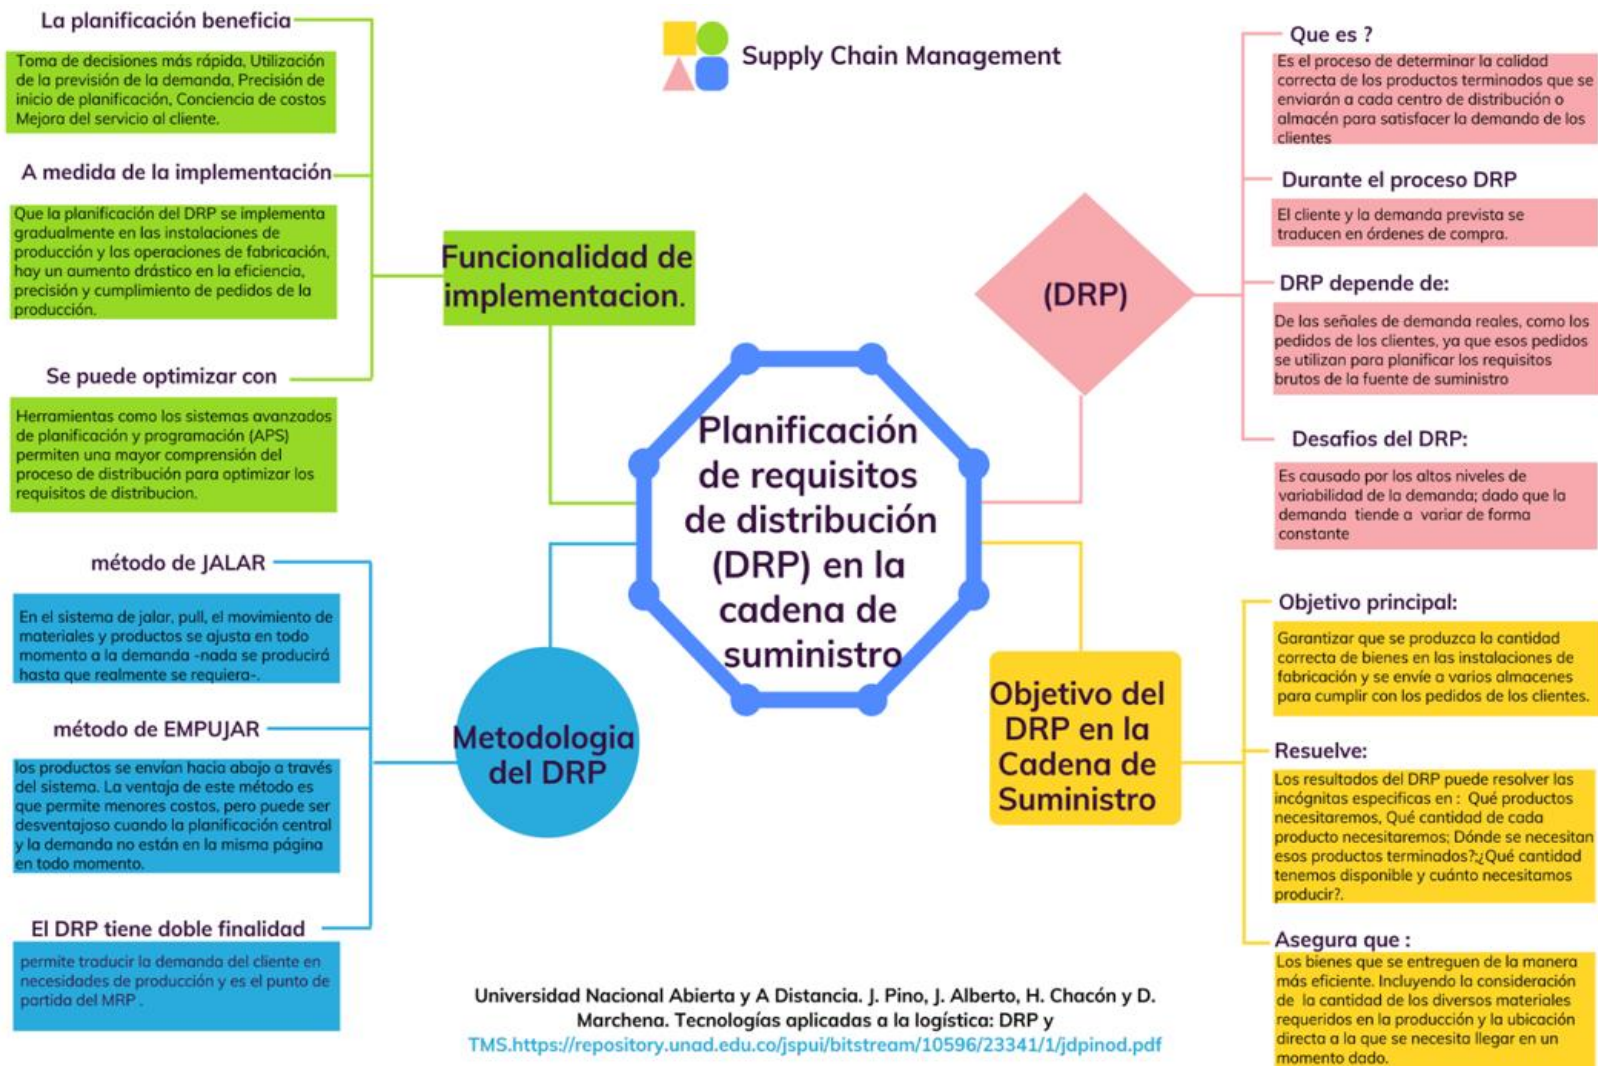 Supply Chain Management
Planificación
de requisitos
de distribución
(DRP) en la
cadena de
suministro
Funcionalidad de
implementacion.
La planificación beneficia
Toma de decisiones más rápida, Utilización
de la previsión de la demanda, Precisión de
inicio de planificación, Conciencia de costos
Mejora del servicio al cliente.
A medida de la implementación
Que la planificación del DRP se implementa
gradualmente en las instalaciones de
producción y las operaciones de fabricación,
hay un aumento drástico en la eficiencia,
precisión y cumplimiento de pedidos de la
producción.
Se puede optimizar con
Herramientas como los sistemas avanzados
de planificación y programación (APS)
permiten una mayor comprensión del
proceso de distribución para optimizar los
requisitos de distribucion.
Metodologia
del DRP
método de JALAR
En el sistema de jalar, pull, el movimiento de
materiales y productos se ajusta en todo
momento a la demanda -nada se producirá
hasta que realmente se requiera-.
método de EMPUJAR
los productos se envían hacia abajo a través
del sistema. La ventaja de este método es
que permite menores costos, pero puede ser
desventajoso cuando la planificación central
y la demanda no están en la misma página
en todo momento.
El DRP tiene doble finalidad
permite traducir la demanda del cliente en
necesidades de producción y es el punto de
partida del MRP .
(DRP)
Que es ?
Es el proceso de determinar la calidad
correcta de los productos terminados que se
enviarán a cada centro de distribución o
almacén para satisfacer la demanda de los
clientes
Durante el proceso DRP
El cliente y la demanda prevista se
traducen en órdenes de compra.
DRP depende de:
De las señales de demanda reales, como los
pedidos de los clientes, ya que esos pedidos
se utilizan para planificar los requisitos
brutos de la fuente de suministro
Desafios del DRP:
Es causado por los altos niveles de
variabilidad de la demanda; dado que la
demanda tiende a variar de forma
constante
Objetivo del
DRP en la
Cadena de
Suministro
Objetivo principal:
Garantizar que se produzca la cantidad
correcta de bienes en las instalaciones de
fabricación y se envíe a varios almacenes
para cumplir con los pedidos de los clientes.
Resuelve:
Los resultados del DRP puede resolver las
incógnitas especificas en : Qué productos
necesitaremos, Qué cantidad de cada
producto necesitaremos; Dónde se necesitan
esos productos terminados?;¿Qué cantidad
tenemos disponible y cuánto necesitamos
producir?.
Asegura que :
Los bienes que se entreguen de la manera
más eficiente. Incluyendo la consideración
de la cantidad de los diversos materiales
requeridos en la producción y la ubicación
directa a la que se necesita llegar en un
momento dado.
Universidad Nacional Abierta y A Distancia. J. Pino, J. Alberto, H. Chacón y D.
Marchena. Tecnologías aplicadas a la logística: DRP y
TMS.https://repository.unad.edu.co/jspui/bitstream/10596/23341/1/jdpinod.pdf